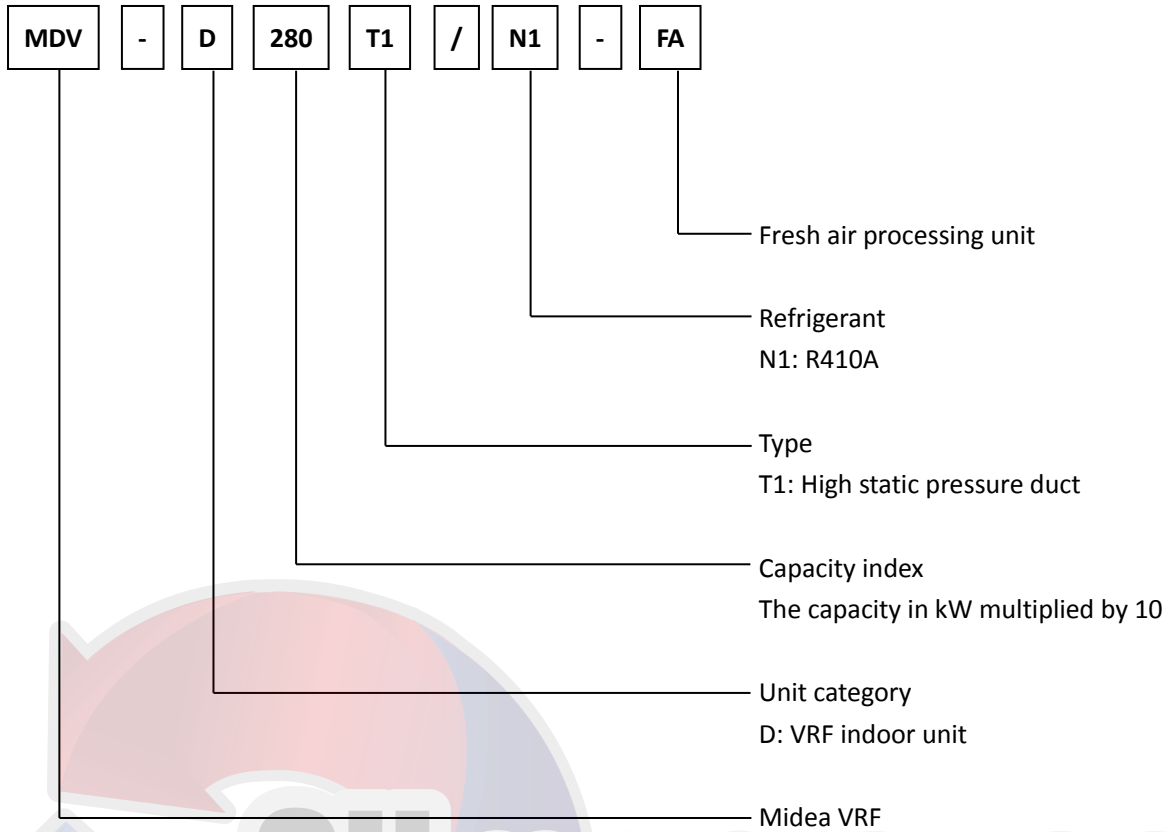 MDV - D 280 T1 / N1 - FA
Fresh air processing unit
Refrigerant
N1: R410A
Type
T1: High static pressure duct
Capacity index
The capacity in kW multiplied by 10
Unit category
D: VRF indoor unit
Midea VRF